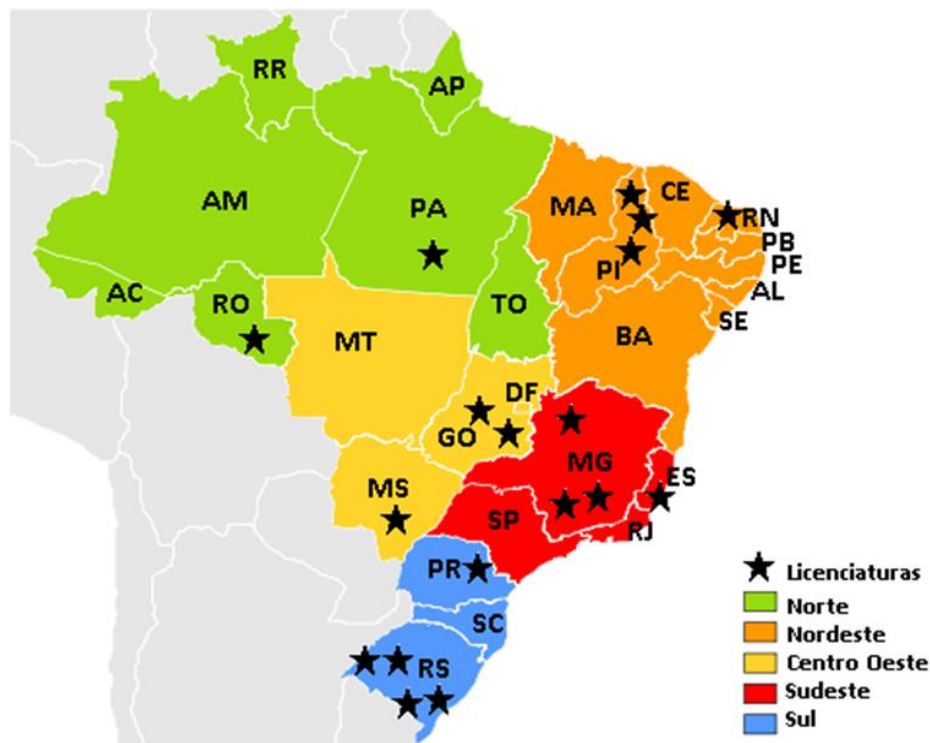 RR
AP
AM
PA
MA
CE
RN
PB
PI
PE
AC
RO
TO
AL
SE
MT
BA
DF
GO
MG
ES
MS
SP
RJ
PR
SC
RS
Licenciaturas
Norte
Nordeste
Centro Oeste
Sudeste
Sul